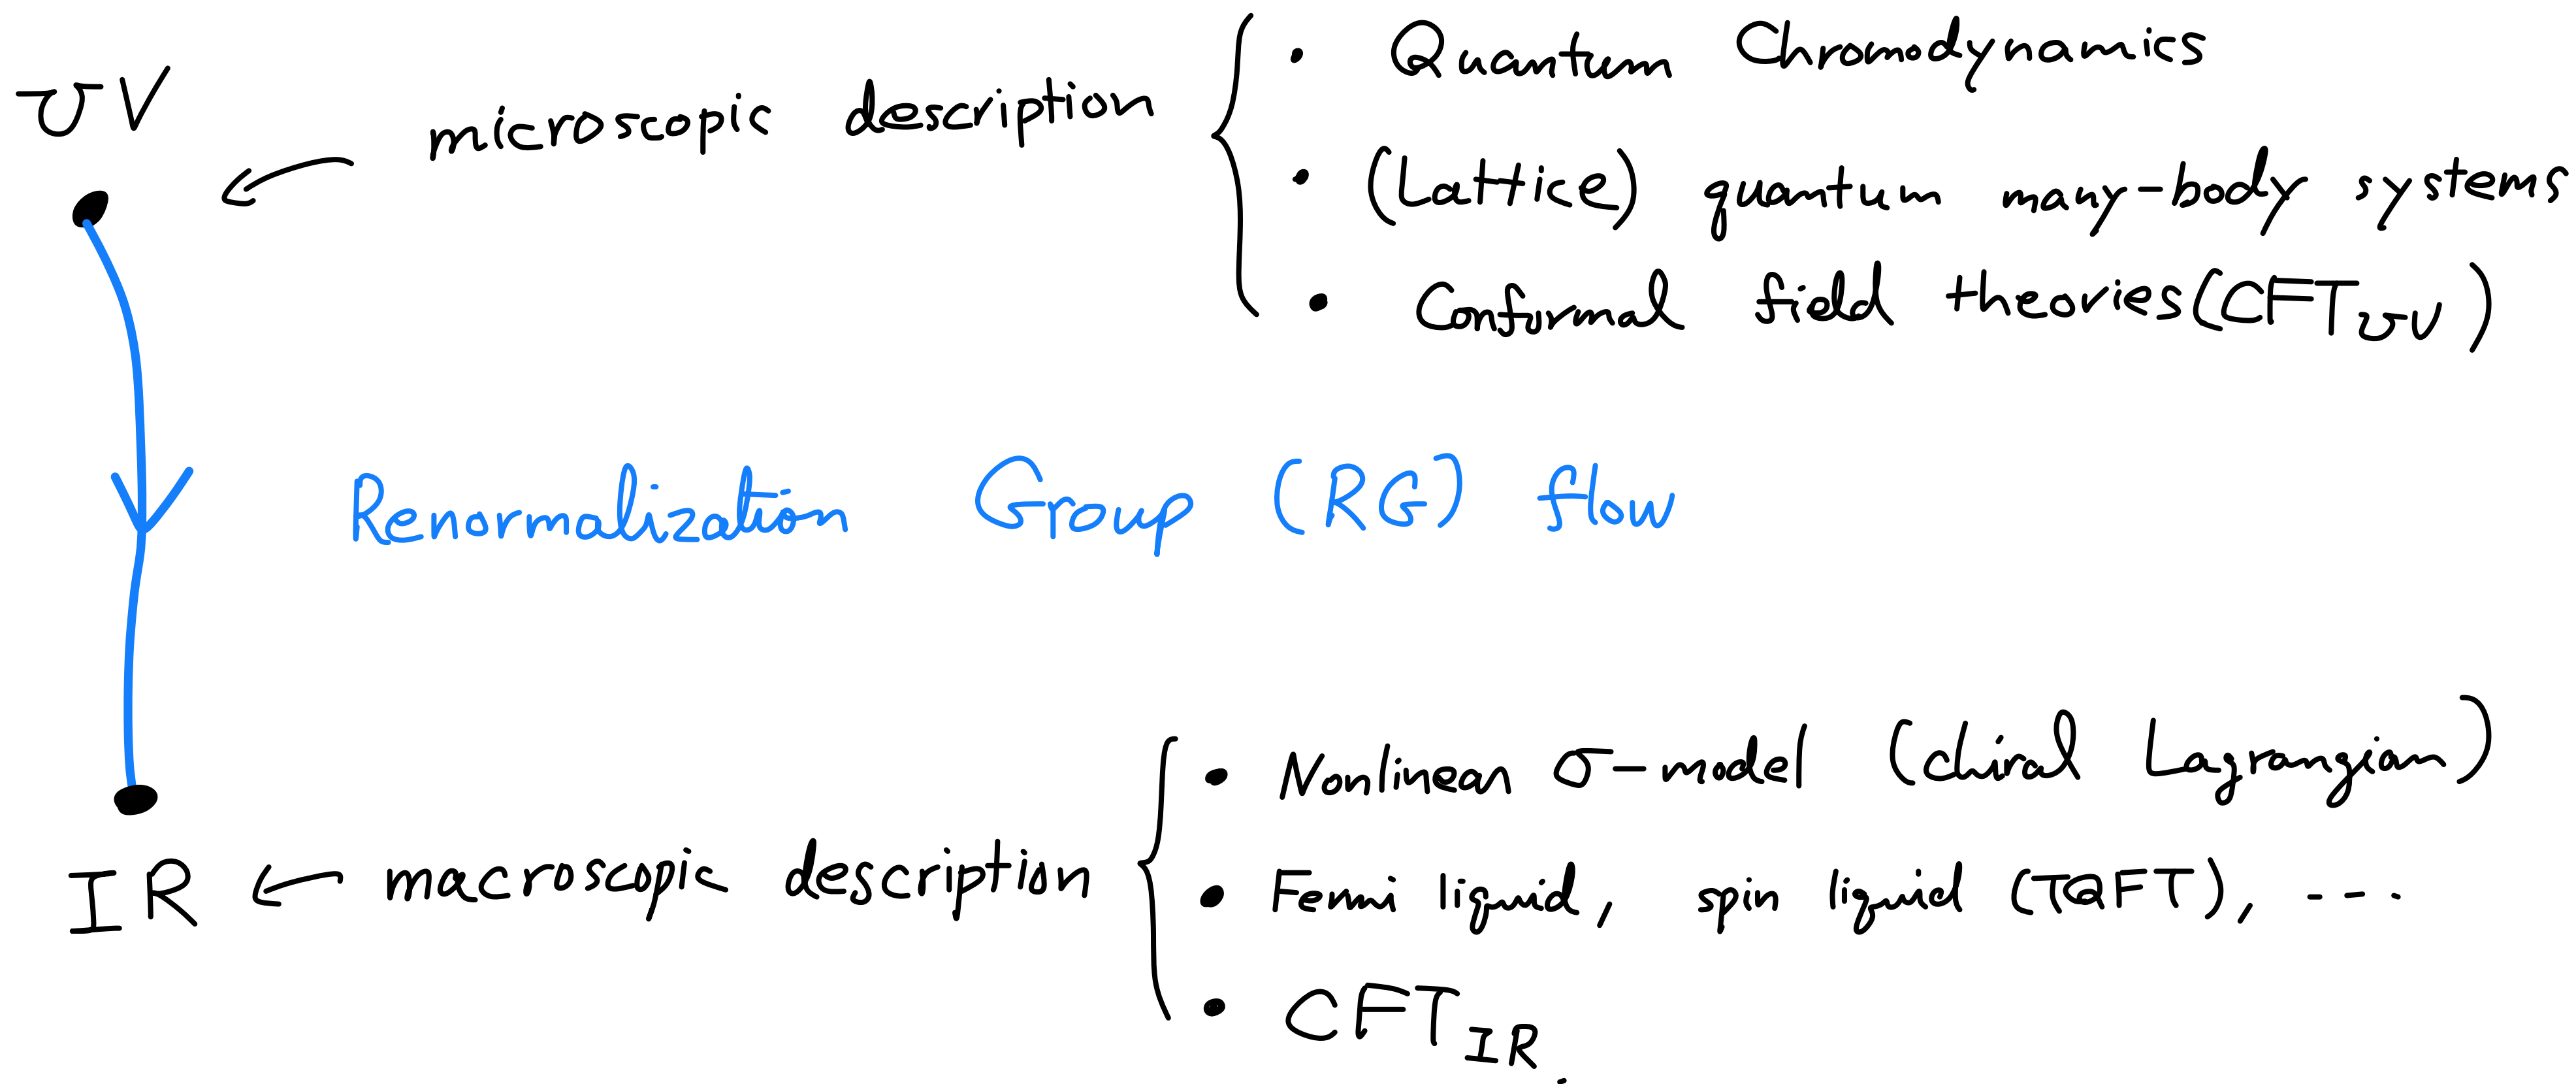 UV
microscopic description
• Quantum Chromodynamics
• (Lattice) quantum many-body systems
• Conformal field theories (CFT_UV)
Renormalization Group (RG) flow
IR ← macroscopic description
• Nonlinear σ-model (chiral Lagrangian)
• Fermi liquid, spin liquid (TQFT), ----
• CFT_IR.